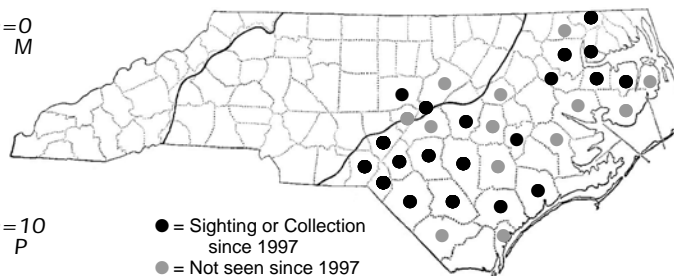 =0
M
=10
P
● = Sighting or Collection
since 1997
● = Not seen since 1997